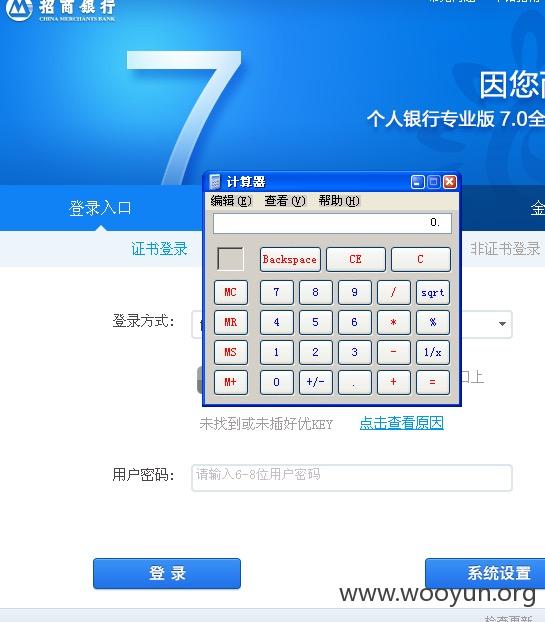 招商银行
CHINA MERCHANTS BANK
7
因您
个人银行专业版 7.0全
登录入口
金
证书登录
非证书登录
计算器
编辑(E) 查看(V) 帮助(H)
0.
Backspace CE C
MC 7 8 9 / sqrt
MR 4 5 6 * %
MS 1 2 3 - 1/x
M+ 0 +/- . + =
登录方式：
上
未找到或未插好优KEY 点击查看原因
用户密码： 请输入6-8位用户密码
登 录
系统设置
www.wooyun.org
检查更新